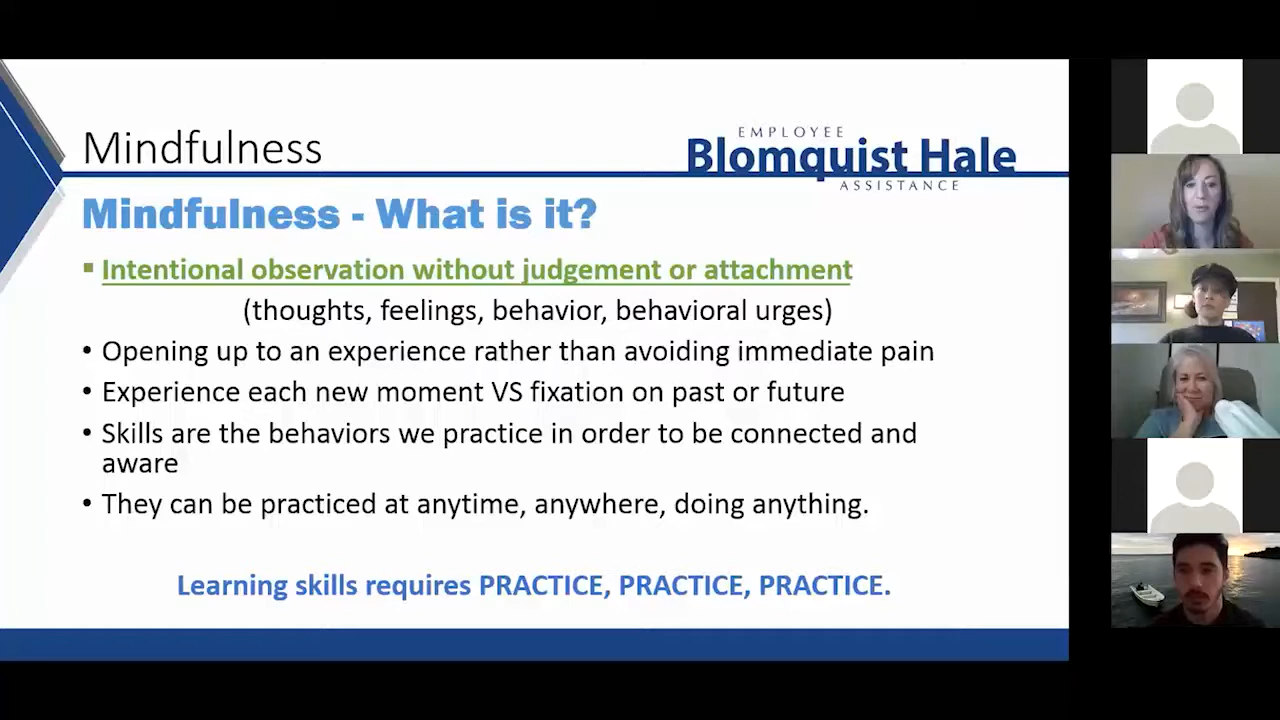 Mindfulness
EMPLOYEE
Blomquist Hale
ASSISTANCE
Mindfulness - What is it?
▪ Intentional observation without judgement or attachment
(thoughts, feelings, behavior, behavioral urges)
• Opening up to an experience rather than avoiding immediate pain
• Experience each new moment VS fixation on past or future
• Skills are the behaviors we practice in order to be connected and
aware
• They can be practiced at anytime, anywhere, doing anything.
Learning skills requires PRACTICE, PRACTICE, PRACTICE.